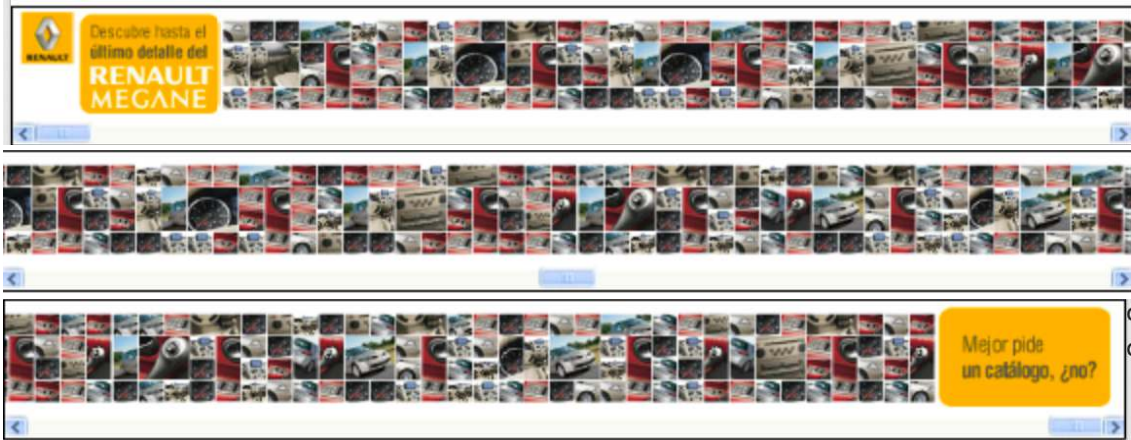 RENAULT
Descubre hasta el
último detalle del
RENAULT
MEGANE
Mejor pide
un catálogo, ¿no?